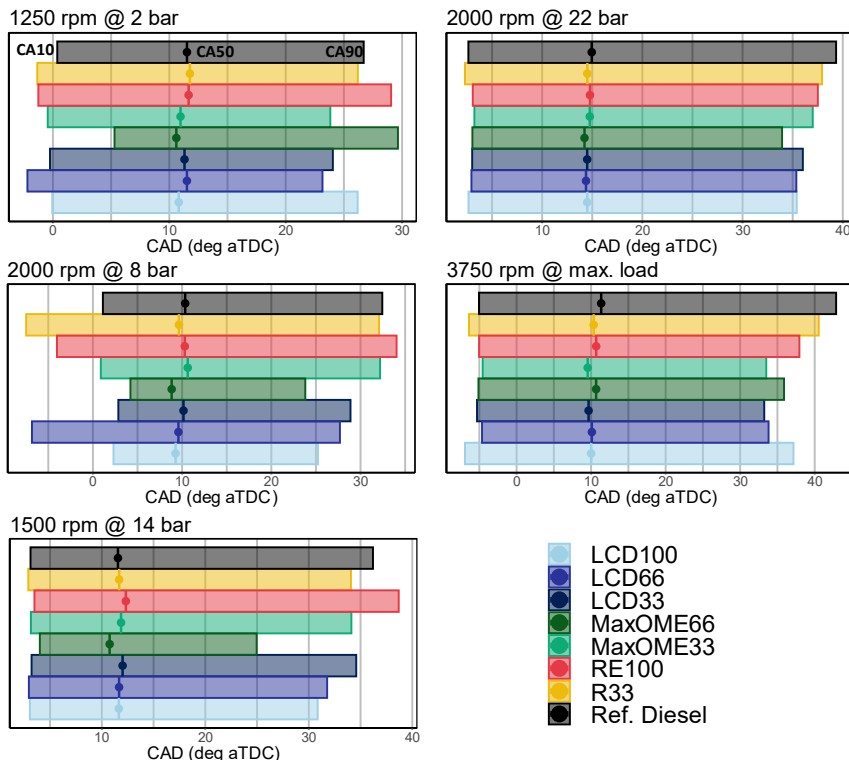 1250 rpm @ 2 bar
CA10 CA50 CA90
0 10 20 30
CAD (deg aTDC)
2000 rpm @ 22 bar
10 20 30 40
CAD (deg aTDC)
2000 rpm @ 8 bar
0 10 20 30
CAD (deg aTDC)
3750 rpm @ max. load
0 10 20 30 40
CAD (deg aTDC)
1500 rpm @ 14 bar
10 20 30 40
CAD (deg aTDC)
LCD100
LCD66
LCD33
MaxOME66
MaxOME33
RE100
R33
Ref. Diesel